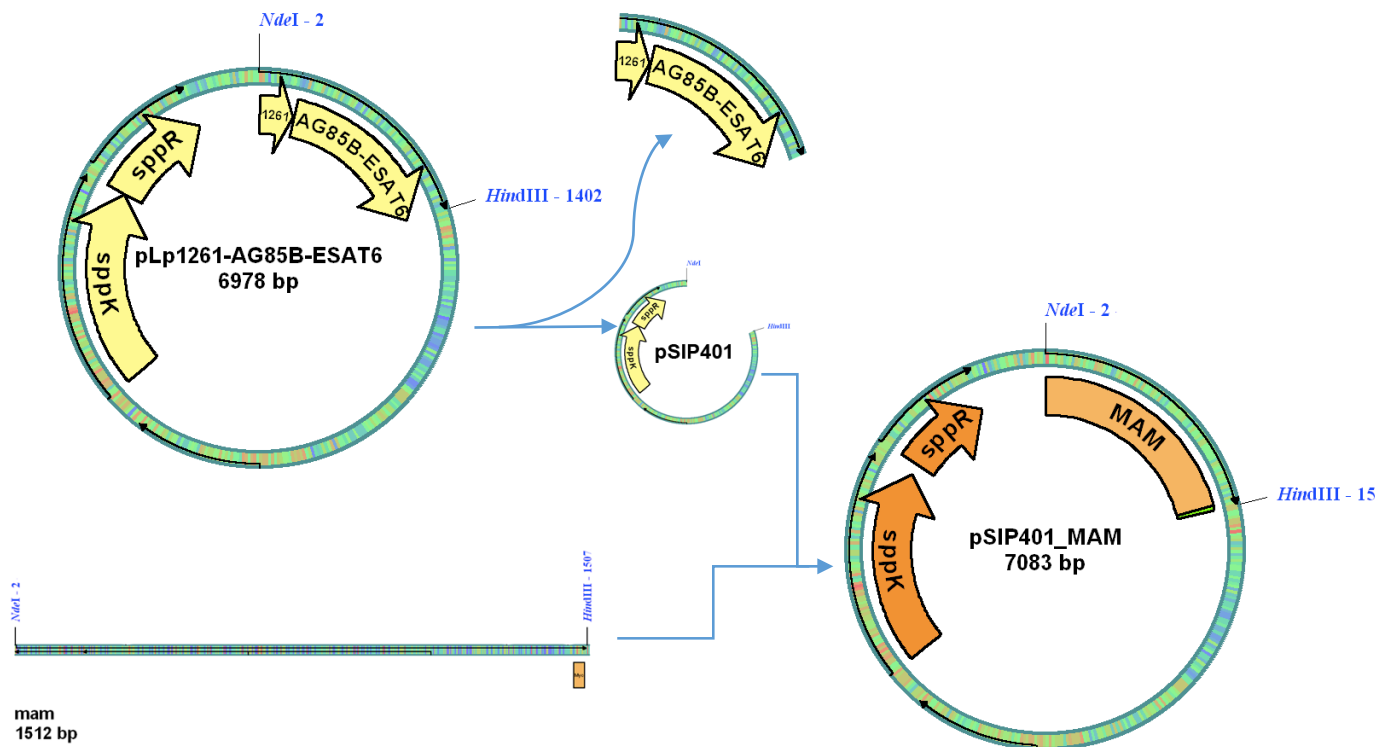 NdeI - 2
1261
AG85B-ESAT6
sppR
sppK
HindIII - 1402
pLp1261-AG85B-ESAT6
6978 bp
1261
AG85B-ESAT6
NdeI
HindIII
sppR
sppK
pSIP401
NdeI - 2
MAM
sppR
sppK
HindIII - 15
pSIP401_MAM
7083 bp
NdeI - 2
HindIII - 1507
mam
1512 bp